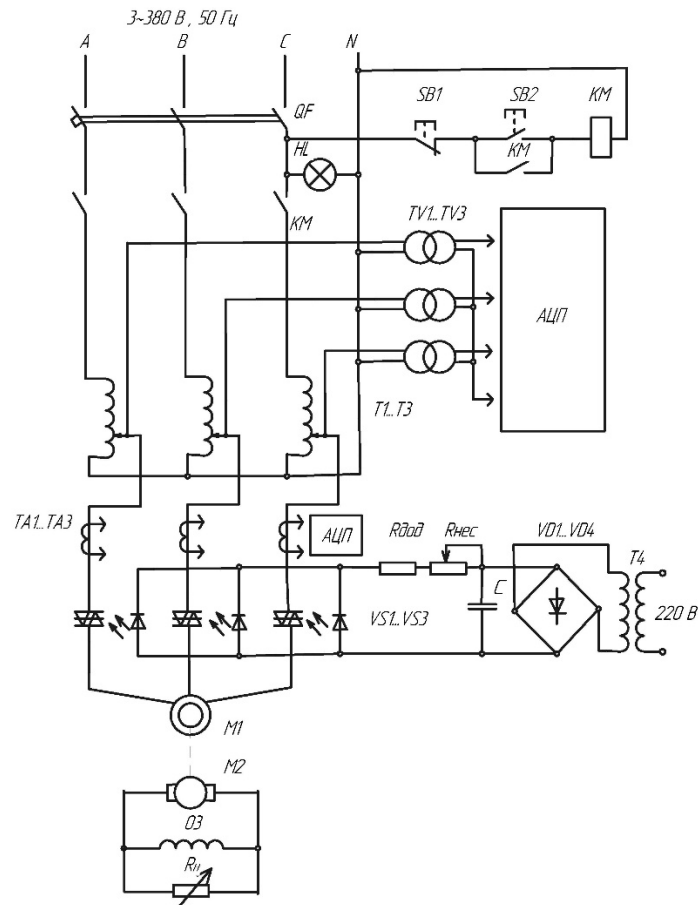 3~380 В , 50 Гц
A B C N
QF
SB1 SB2 KM
HL
KM
KM
TV1...TV3
АЦП
T1...T3
TA1...TA3
АЦП
Rдод Rнес
VD1...VD4
T4
C
VS1...VS3
220 В
M1
M2
ОЗ
Rн